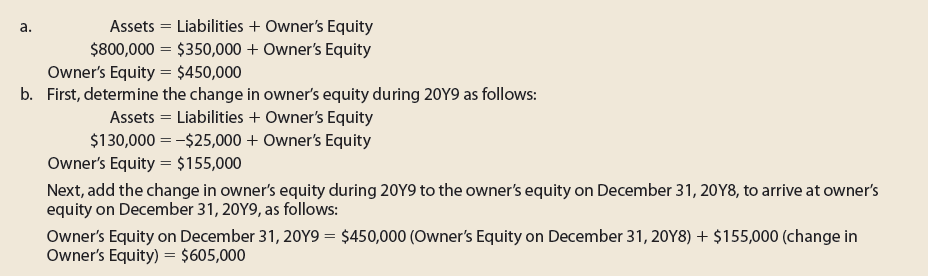 a. Assets = Liabilities + Owner's Equity
$800,000 = $350,000 + Owner's Equity
Owner's Equity = $450,000
b. First, determine the change in owner's equity during 20Y9 as follows:
Assets = Liabilities + Owner's Equity
$130,000 = –$25,000 + Owner's Equity
Owner's Equity = $155,000
Next, add the change in owner's equity during 20Y9 to the owner's equity on December 31, 20Y8, to arrive at owner's
equity on December 31, 20Y9, as follows:
Owner's Equity on December 31, 20Y9 = $450,000 (Owner's Equity on December 31, 20Y8) + $155,000 (change in
Owner's Equity) = $605,000